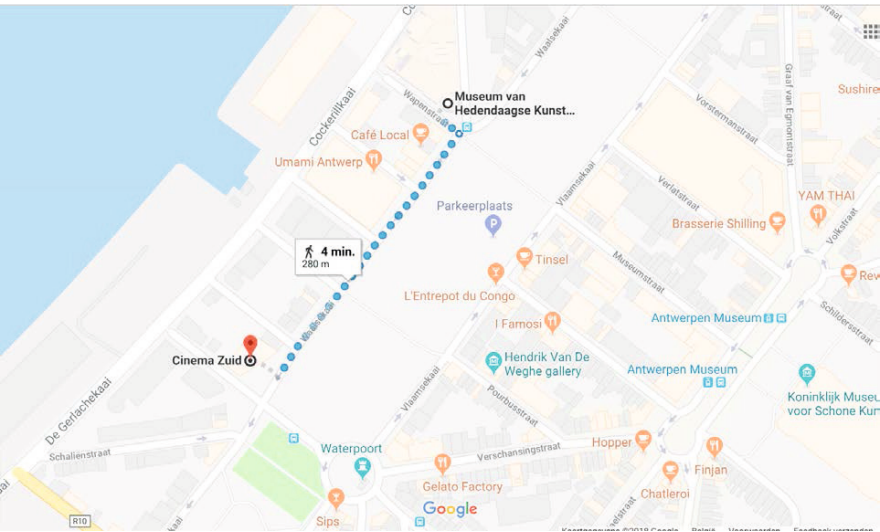 Museum van
Hedendaagse Kunst...
Wapenstraat
Waalsekaai
Cockerillkaai
Café Local
Umami Antwerp
Parkeerplaats
P
Vlaamsekaai
Vorstermanstraat
Verlatstraat
Graaf van Egmontstraat
Sushire
YAM THAI
Brasserie Shilling
Volkstraat
Museumstraat
Tinsel
L'Entrepot du Congo
4 min.
280 m
I Famosi
Antwerpen Museum
Schildersstraat
Hendrik Van De
Weghe gallery
Antwerpen Museum
Cinema Zuid
Koninklijk Museu
voor Schone Kun
Vlaamsekaai
Pourbusstraat
De Gerlachekaai
Schaliënstraat
Waterpoort
Verschansingstraat
Hopper
Finjan
Chatleroi
Gelato Factory
Sips
R10
Google